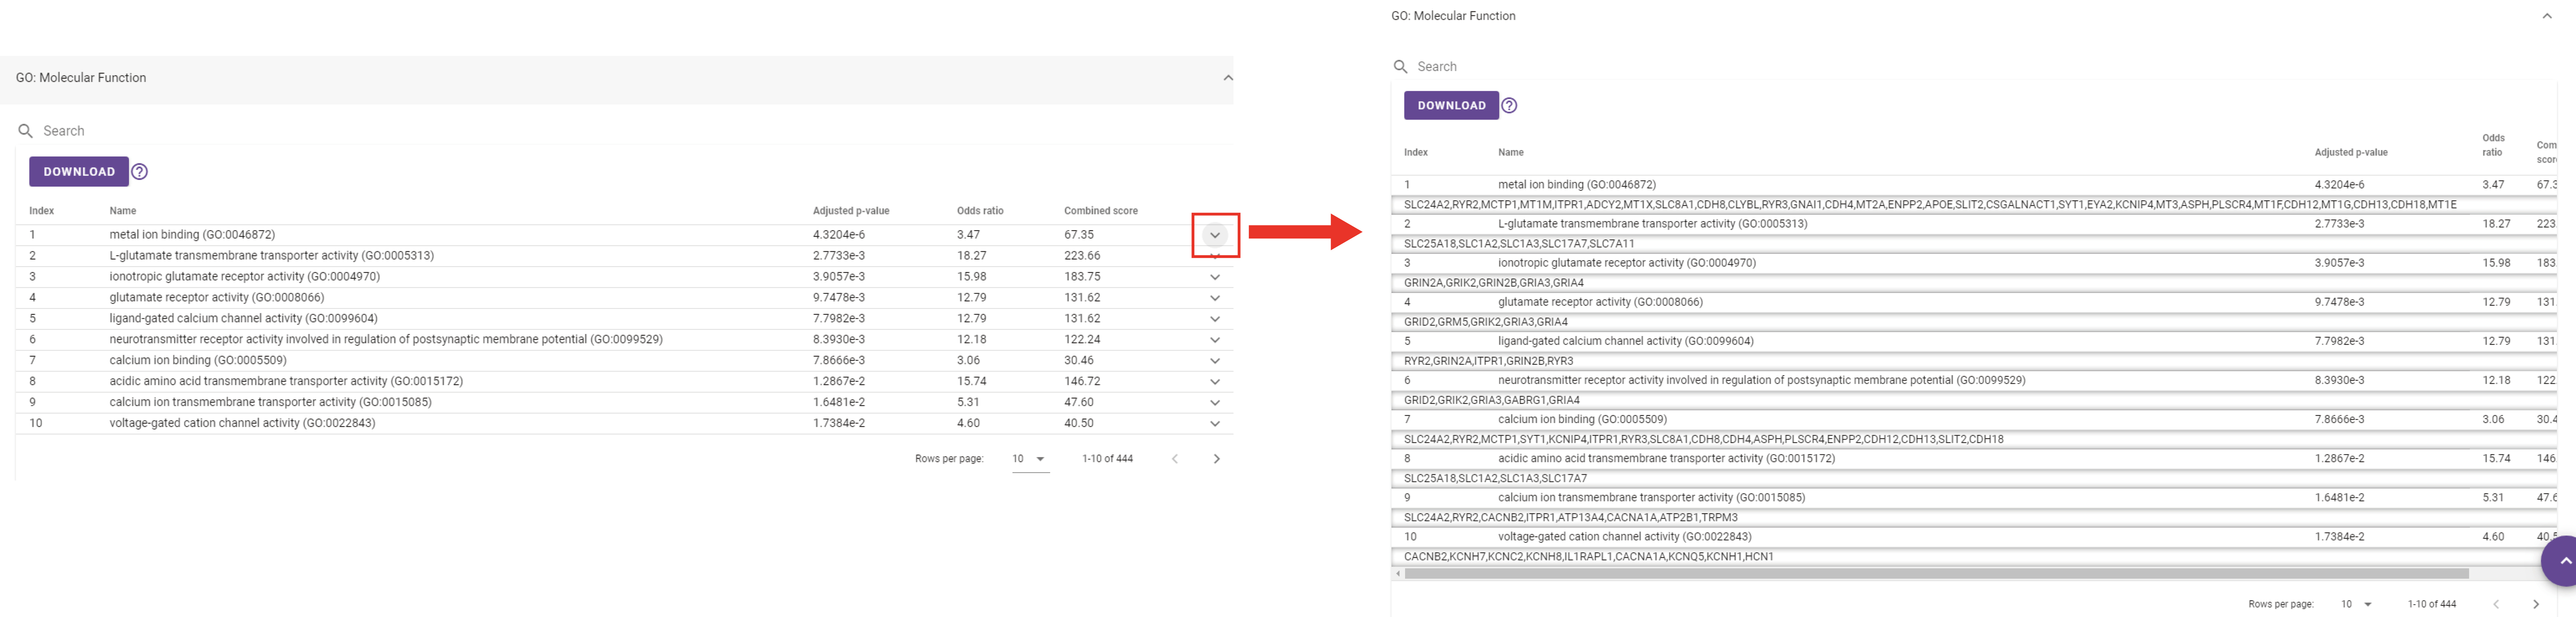 GO: Molecular Function
Search
DOWNLOAD
Index Name Adjusted p-value Odds ratio Combined score
1 metal ion binding (GO:0046872) 4.3204e-6 3.47 67.35
2 L-glutamate transmembrane transporter activity (GO:0005313) 2.7733e-3 18.27 223.66
3 ionotropic glutamate receptor activity (GO:0004970) 3.9057e-3 15.98 183.75
4 glutamate receptor activity (GO:0008066) 9.7478e-3 12.79 131.62
5 ligand-gated calcium channel activity (GO:0099604) 7.7982e-3 12.79 131.62
6 neurotransmitter receptor activity involved in regulation of postsynaptic membrane potential (GO:0099529) 8.3930e-3 12.18 122.24
7 calcium ion binding (GO:0005509) 7.8666e-3 3.06 30.46
8 acidic amino acid transmembrane transporter activity (GO:0015172) 1.2867e-2 15.74 146.72
9 calcium ion transmembrane transporter activity (GO:0015085) 1.6481e-2 5.31 47.60
10 voltage-gated cation channel activity (GO:0022843) 1.7384e-2 4.60 40.50
Rows per page: 10 1-10 of 444
GO: Molecular Function
Search
DOWNLOAD
Index Name Adjusted p-value Odds ratio Com scor
1 metal ion binding (GO:0046872) 4.3204e-6 3.47 67.3
SLC24A2,RYR2,MCTP1,MT1M,ITPR1,ADCY2,MT1X,SLC8A1,CDH8,CLYBL,RYR3,GNAI1,CDH4,MT2A,ENPP2,APOE,SLIT2,CSGALNACT1,SYT1,EYA2,KCNIP4,MT3,ASPH,PLSCR4,MT1F,CDH12,MT1G,CDH13,CDH18,MT1E
2 L-glutamate transmembrane transporter activity (GO:0005313) 2.7733e-3 18.27 223.
SLC25A18,SLC1A2,SLC1A3,SLC17A7,SLC7A11
3 ionotropic glutamate receptor activity (GO:0004970) 3.9057e-3 15.98 183.
GRIN2A,GRIK2,GRIN2B,GRIA3,GRIA4
4 glutamate receptor activity (GO:0008066) 9.7478e-3 12.79 131.
GRID2,GRM5,GRIK2,GRIA3,GRIA4
5 ligand-gated calcium channel activity (GO:0099604) 7.7982e-3 12.79 131.
RYR2,GRIN2A,ITPR1,GRIN2B,RYR3
6 neurotransmitter receptor activity involved in regulation of postsynaptic membrane potential (GO:0099529) 8.3930e-3 12.18 122.
GRID2,GRIK2,GRIA3,GABRG1,GRIA4
7 calcium ion binding (GO:0005509) 7.8666e-3 3.06 30.4
SLC24A2,RYR2,MCTP1,SYT1,KCNIP4,ITPR1,RYR3,SLC8A1,CDH8,CDH4,ASPH,PLSCR4,ENPP2,CDH12,CDH13,SLIT2,CDH18
8 acidic amino acid transmembrane transporter activity (GO:0015172) 1.2867e-2 15.74 146.
SLC25A18,SLC1A2,SLC1A3,SLC17A7
9 calcium ion transmembrane transporter activity (GO:0015085) 1.6481e-2 5.31 47.6
SLC24A2,RYR2,CACNB2,ITPR1,ATP13A4,CACNA1A,ATP2B1,TRPM3
10 voltage-gated cation channel activity (GO:0022843) 1.7384e-2 4.60 40.5
CACNB2,KCNH7,KCNC2,KCNH8,IL1RAPL1,CACNA1A,KCNQ5,KCNH1,HCN1
Rows per page: 10 1-10 of 444